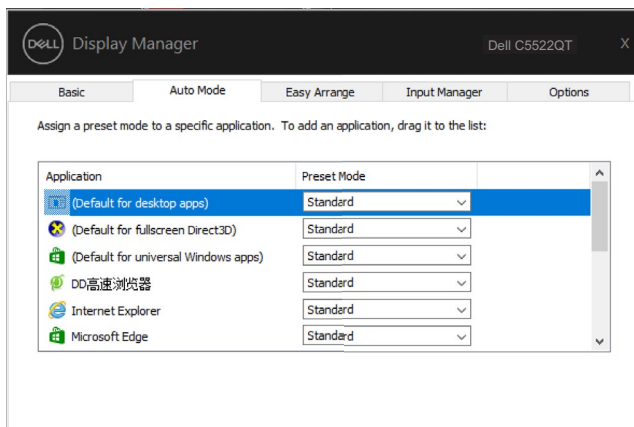 DELL Display Manager Dell C5522QT X
Basic Auto Mode Easy Arrange Input Manager Options
Assign a preset mode to a specific application. To add an application, drag it to the list:
Application Preset Mode
(Default for desktop apps) Standard
(Default for fullscreen Direct3D) Standard
(Default for universal Windows apps) Standard
DD高速浏览器 Standard
Internet Explorer Standard
Microsoft Edge Standard